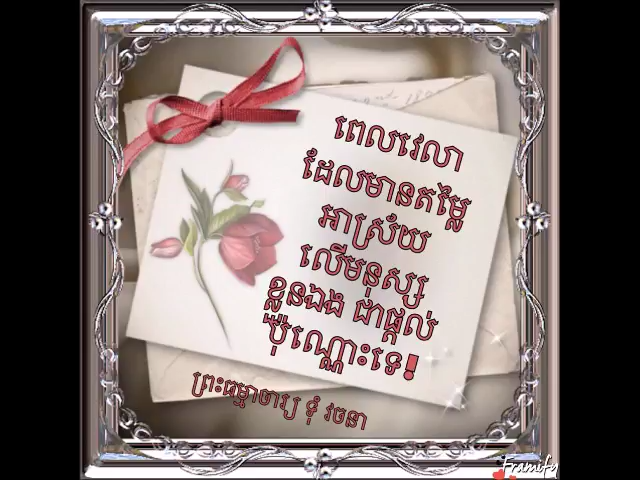 ពេលវេលា
ដែលមានតម្លៃ
អាស្រ័យ
លើមនុស្ស
ខ្លួនឯង ជាផ្ដល់
ប៉ុណ្ណោះទេ!
ព្រះធម្មាចារ្យ ទុំ វចនា
Framify